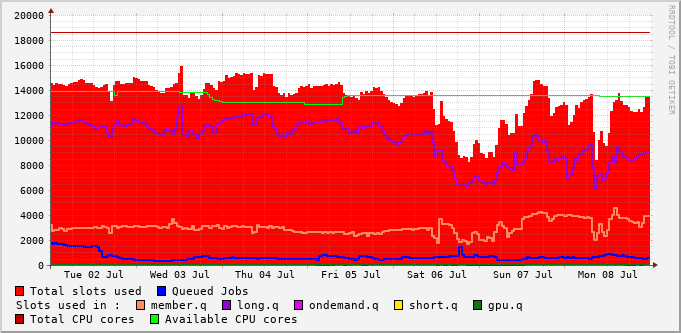 20000
18000
16000
14000
12000
10000
8000
6000
4000
2000
0
Tue 02 Jul Wed 03 Jul Thu 04 Jul Fri 05 Jul Sat 06 Jul Sun 07 Jul Mon 08 Jul
RRDTOOL / TOBI OETIKER
Total slots used Queued Jobs
Slots used in : member.q long.q ondemand.q short.q gpu.q
Total CPU cores Available CPU cores